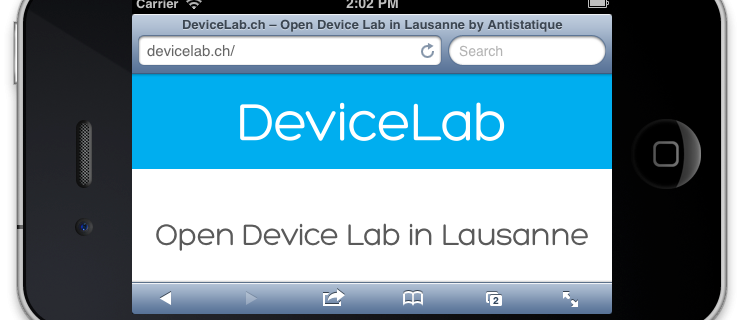 Carrier 2:02 PM
DeviceLab.ch – Open Device Lab in Lausanne by Antistatique
devicelab.ch/ Search
DeviceLab
Open Device Lab in Lausanne
2